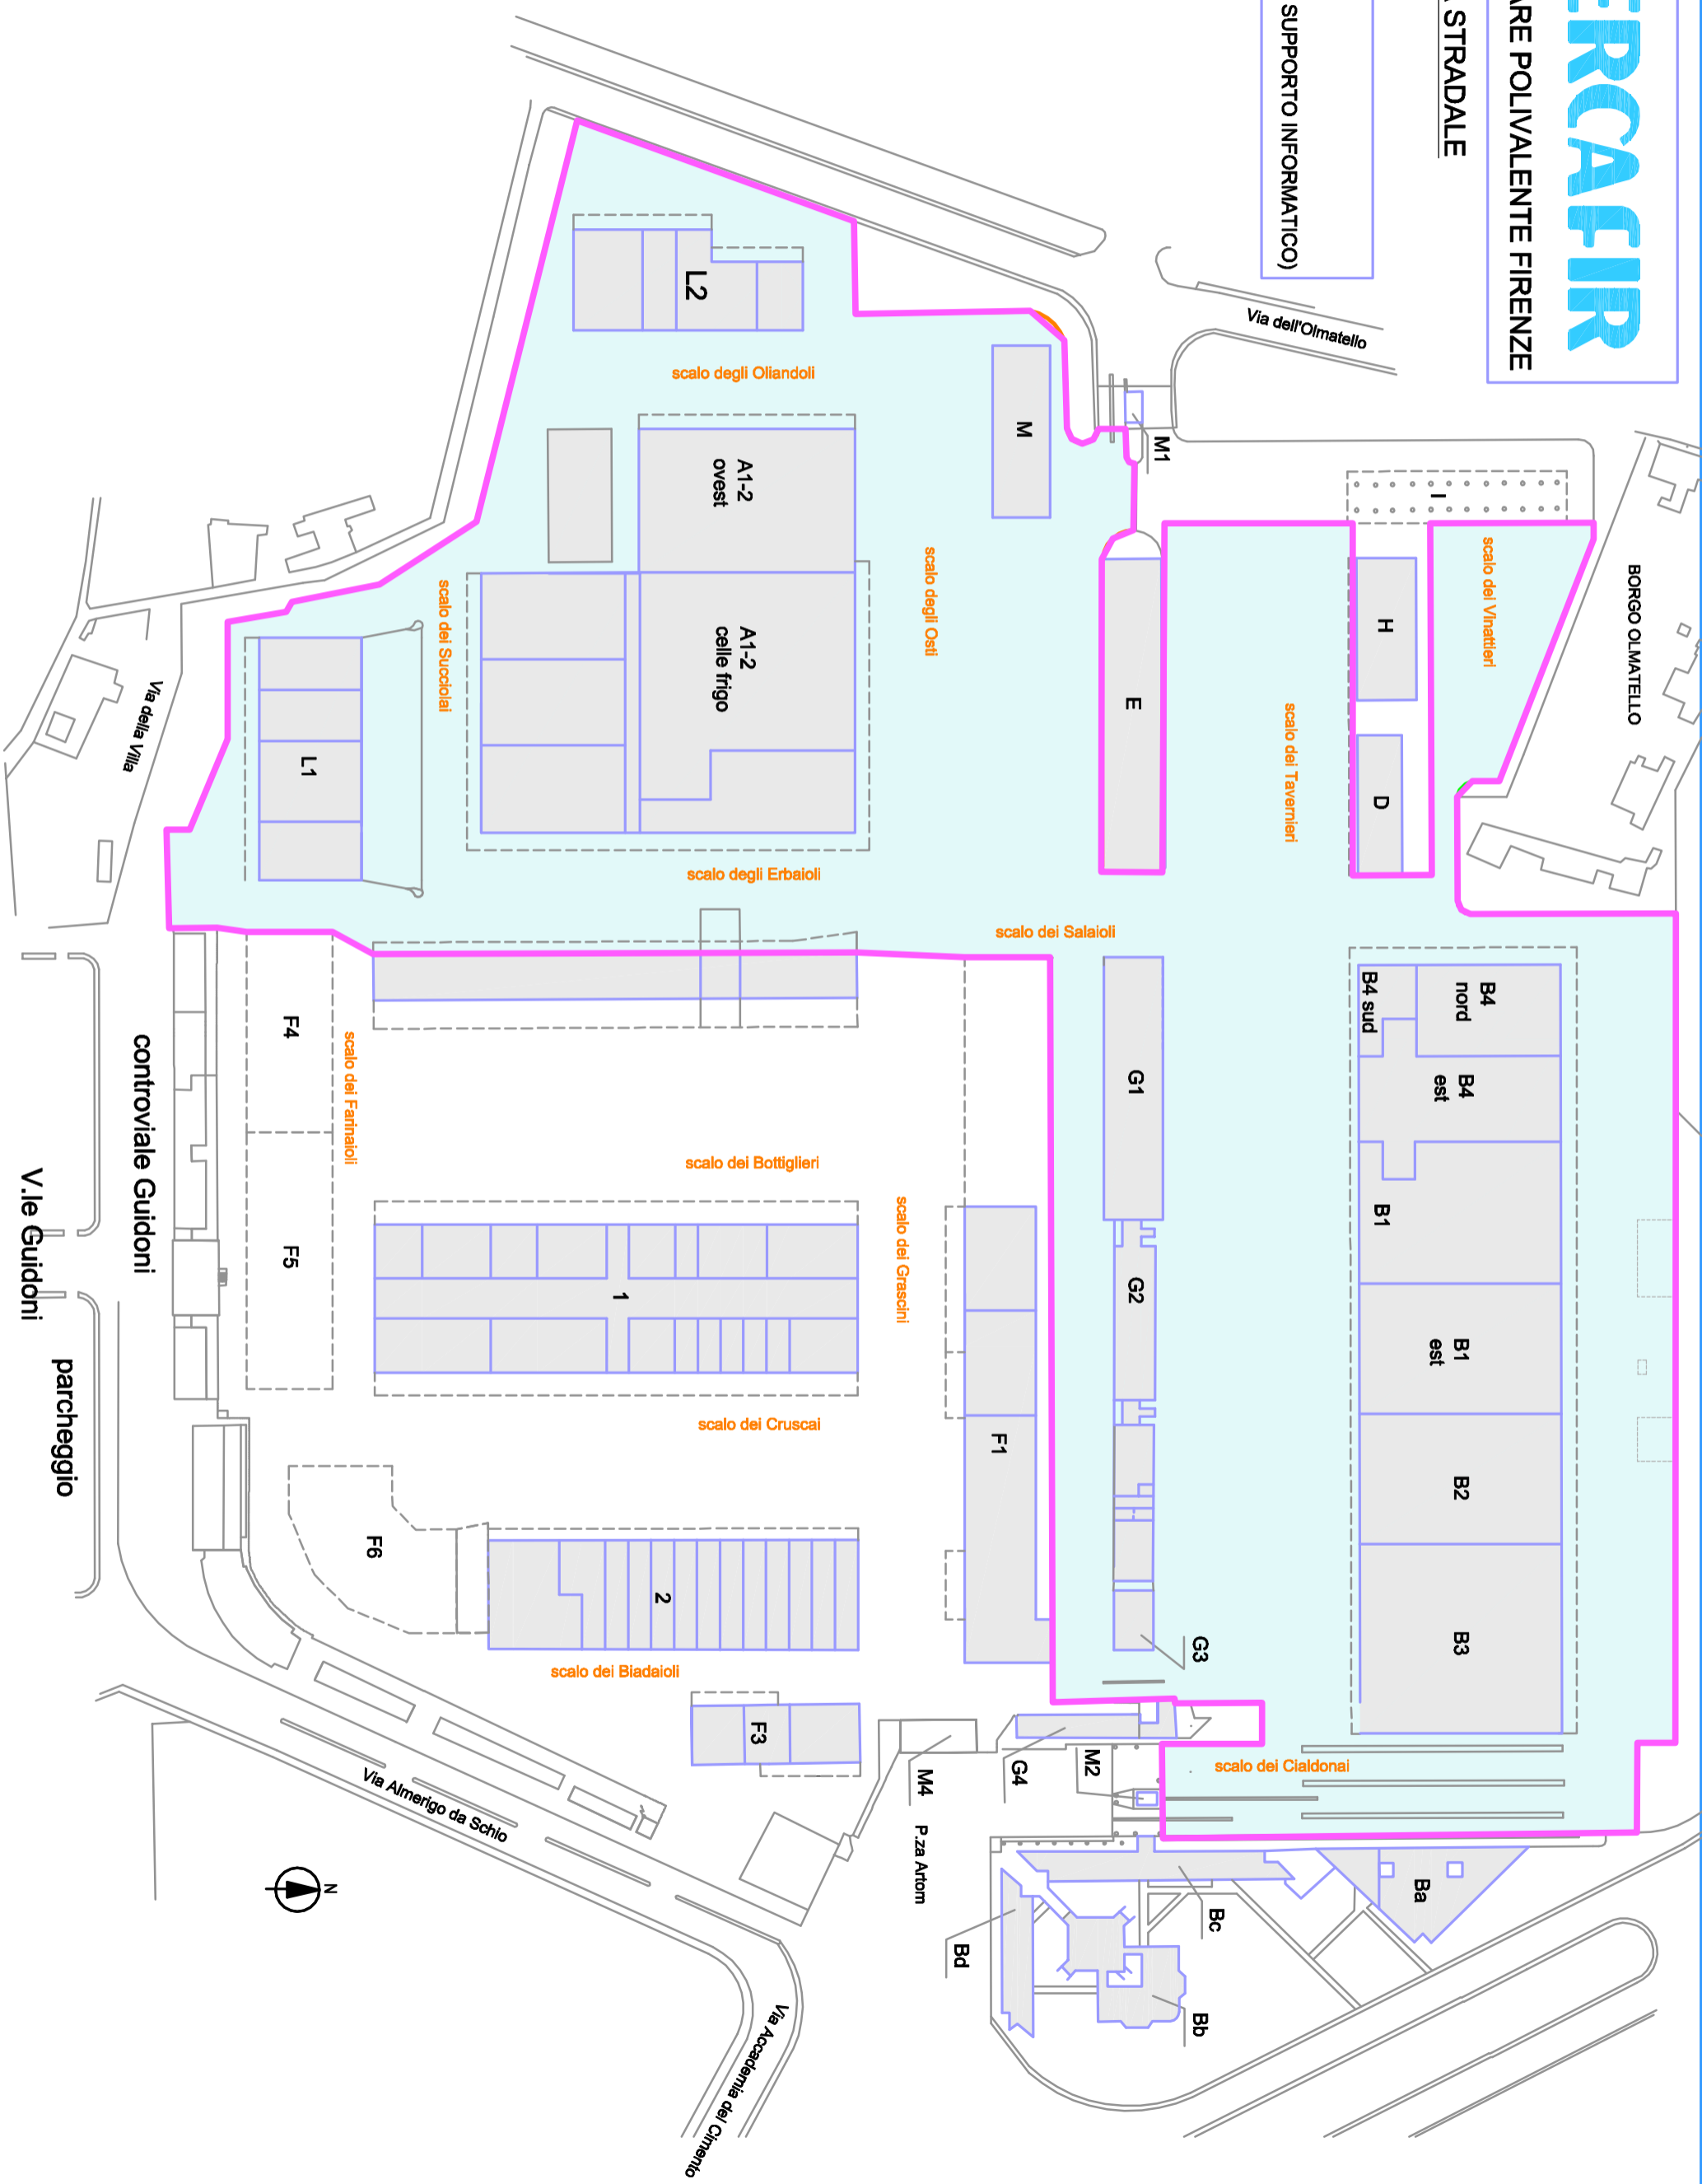 ERCAFIR
ARE POLIVALENTE FIRENZE
A STRADALE
SUPPORTO INFORMATICO)
BORGO OLMATELLO
Via dell'Olmatello
scalo dei Vinattieri
I
H
D
M1
M
E
L2
scalo degli Oliandoli
A1-2
ovest
A1-2
celle frigo
scalo degli Osti
scalo dei Tavernieri
scalo dei Succiolai
scalo degli Erbaioli
scalo dei Salaioli
L1
Via della Villa
B4
nord
B4 sud
B4
est
B1
B1
est
B2
B3
G1
G2
G3
F4
F5
scalo dei Farinaioli
scalo dei Bottiglieri
scalo dei Grascini
1
F1
scalo dei Cruscai
F6
2
scalo dei Biadaioli
F3
M4
G4
M2
scalo dei Cialdonai
P.za Artom
Ba
Bc
Bd
Bb
controviale Guidoni
V.le Guidoni
parcheggio
Via Almerigo da Schio
Via Accademia del Cimento
N